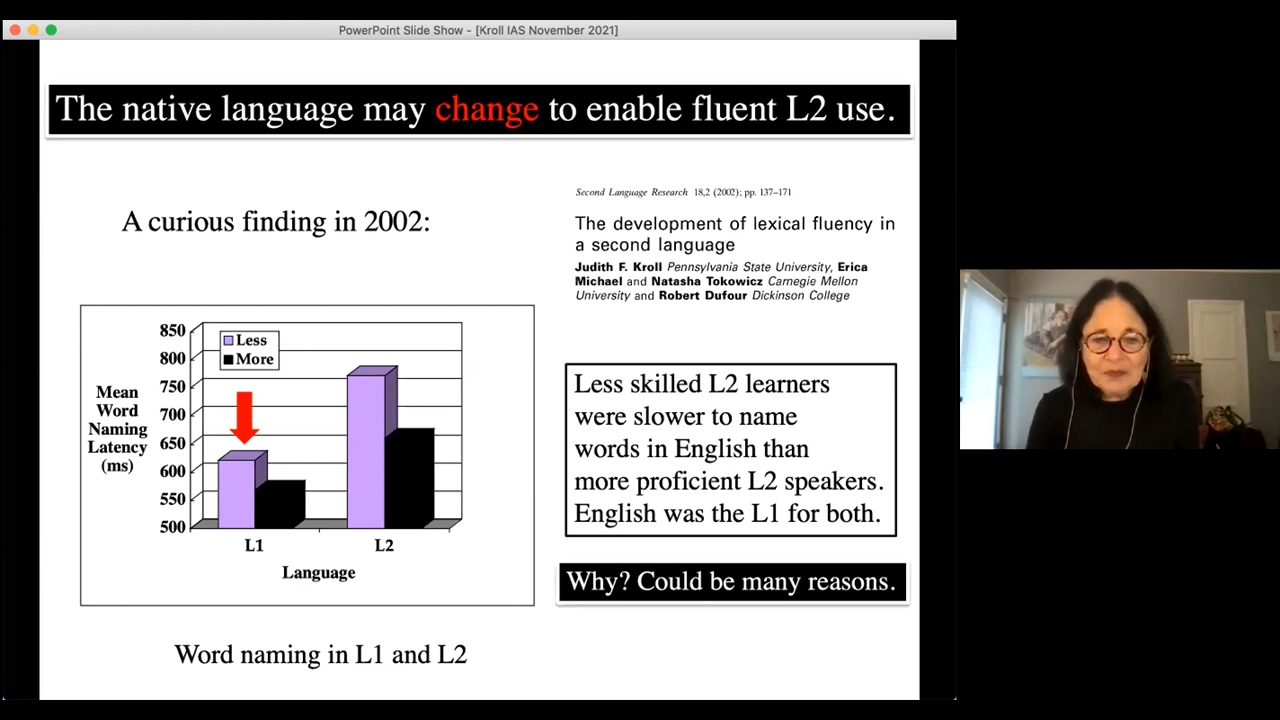 PowerPoint Slide Show - [Kroll IAS November 2021]
The native language may change to enable fluent L2 use.
A curious finding in 2002:
Second Language Research 18,2 (2002); pp. 137–171
The development of lexical fluency in
a second language
Judith F. Kroll Pennsylvania State University, Erica
Michael and Natasha Tokowicz Carnegie Mellon
University and Robert Dufour Dickinson College
850
800
750
700
650
600
550
500
Mean
Word
Naming
Latency
(ms)
Less
More
L1
L2
Language
Word naming in L1 and L2
Less skilled L2 learners
were slower to name
words in English than
more proficient L2 speakers.
English was the L1 for both.
Why? Could be many reasons.